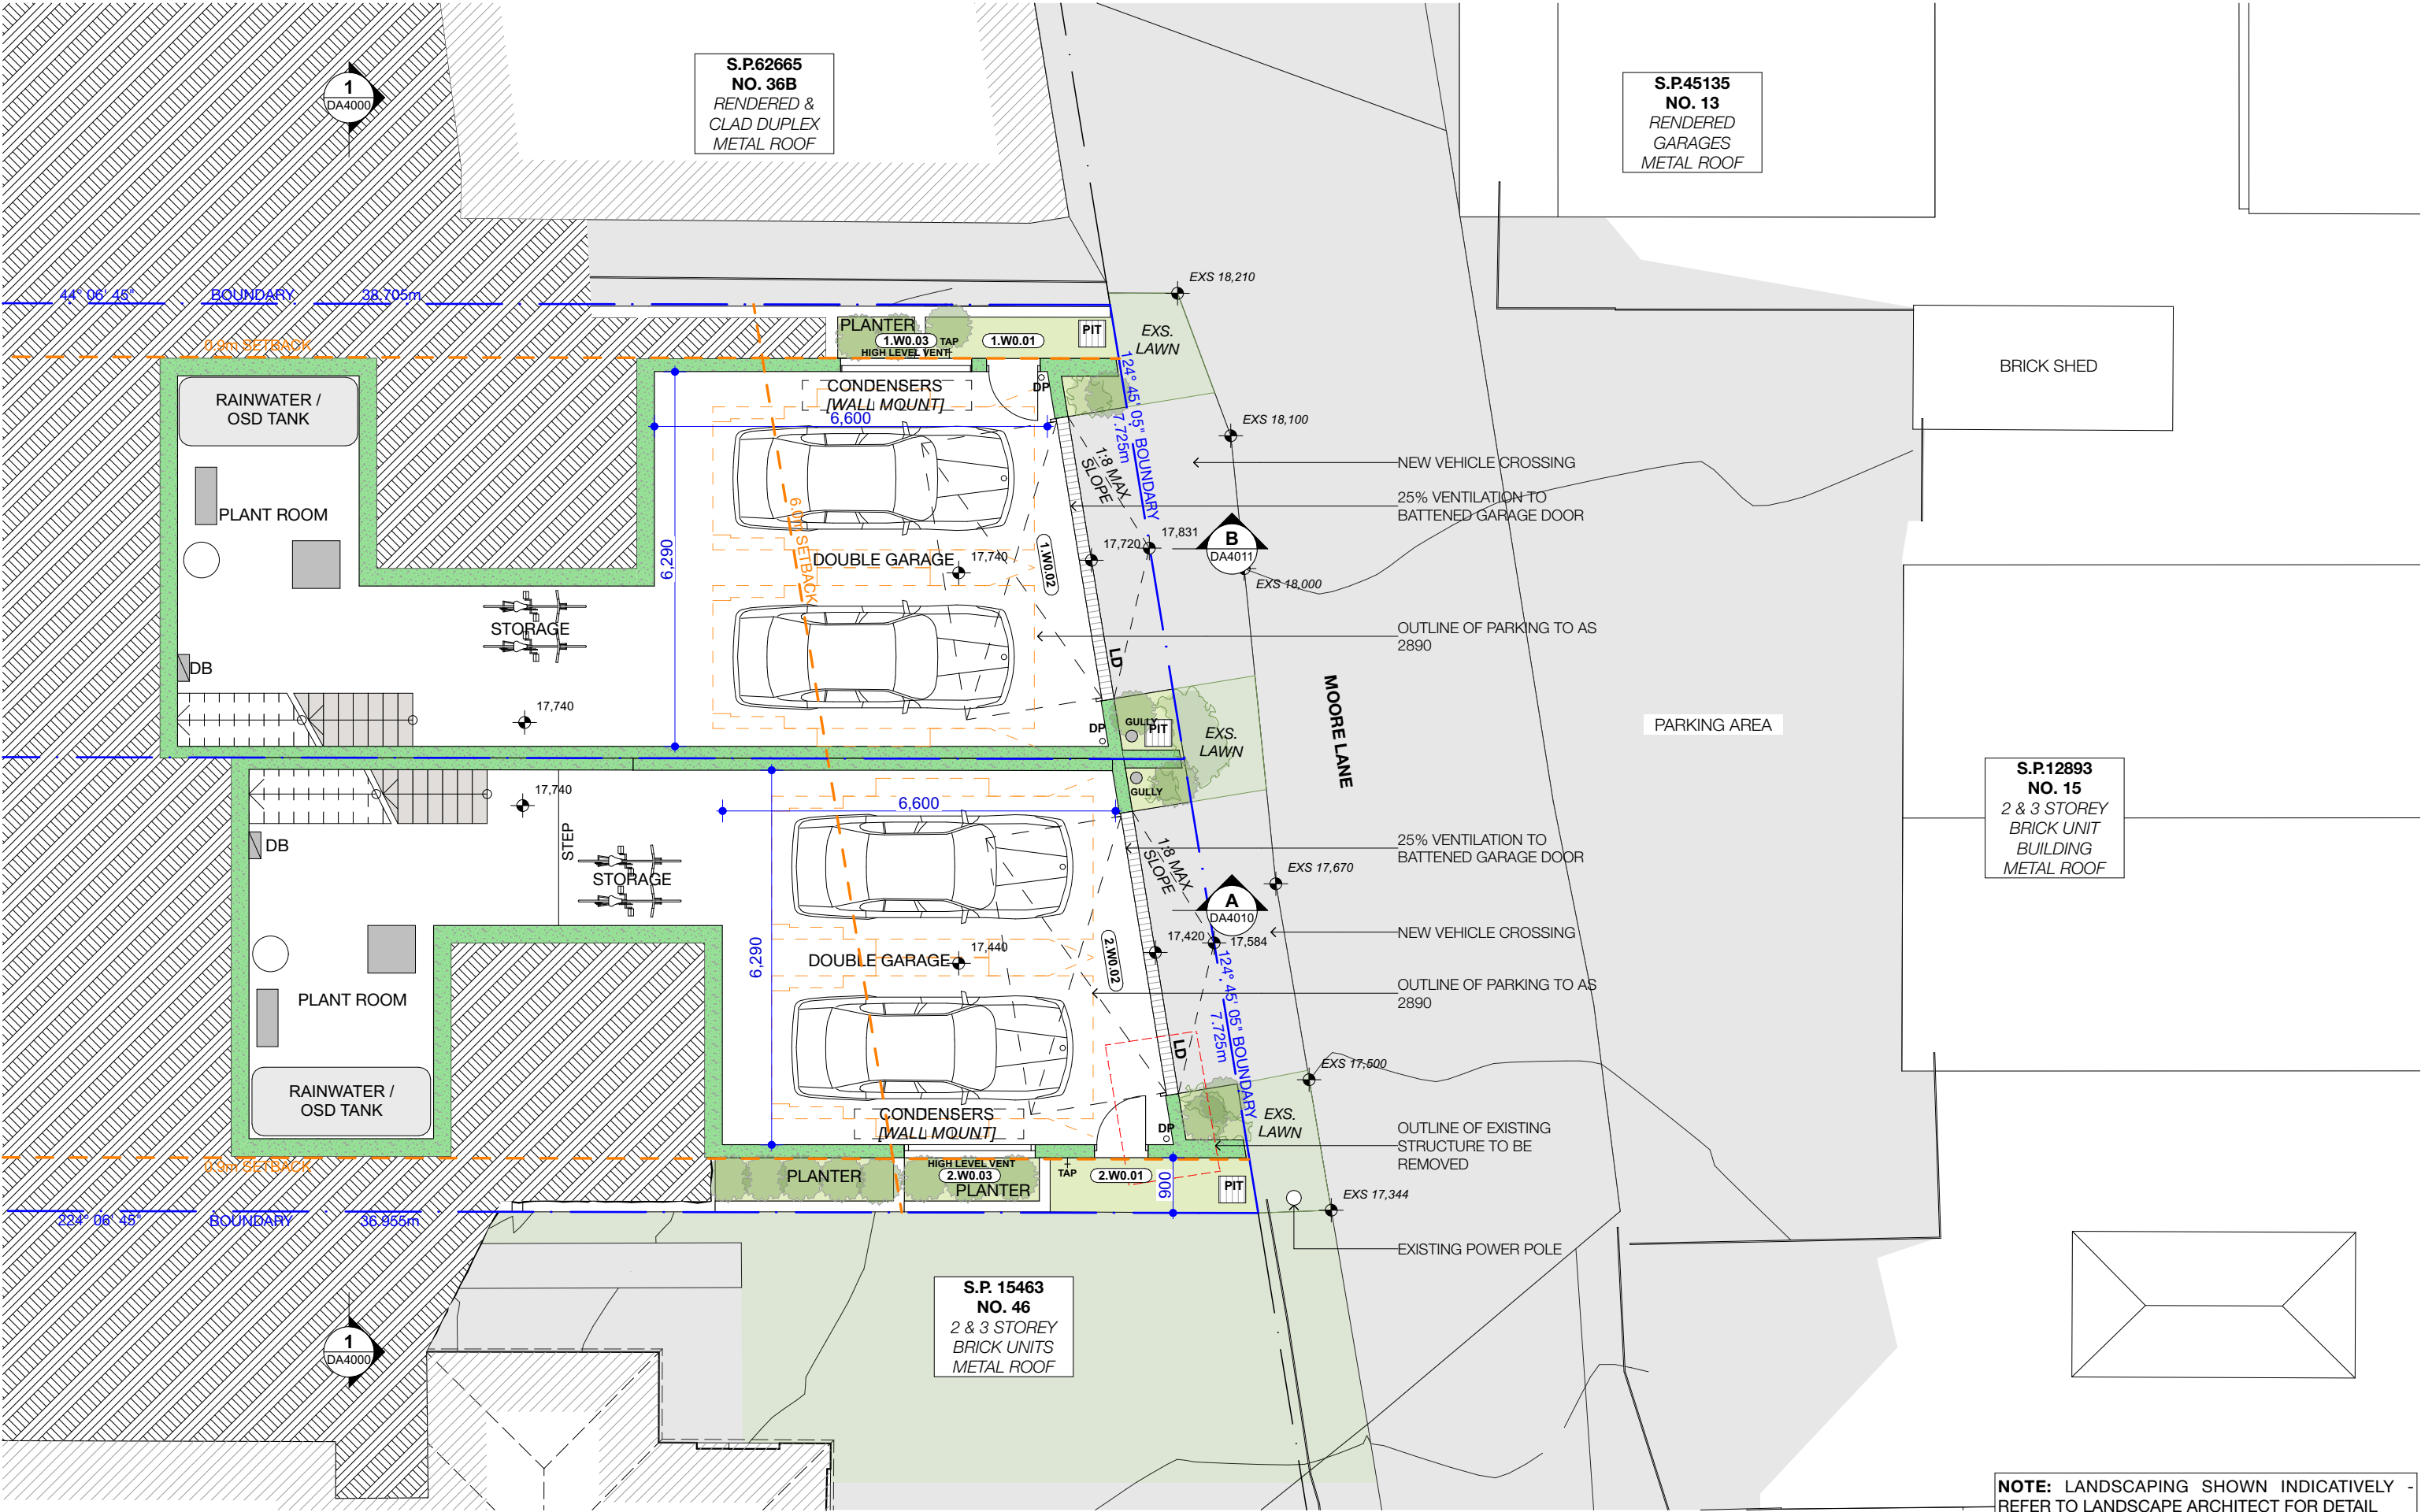 S.P.62665
NO. 36B
RENDERED &
CLAD DUPLEX
METAL ROOF
S.P.45135
NO. 13
RENDERED
GARAGES
METAL ROOF
1
DA4000
EXS 18,210
44° 06' 45"
BOUNDARY
38.705m
0.9m SETBACK
PLANTER
1.W0.03
TAP
HIGH LEVEL VENT
1.W0.01
PIT
EXS.
LAWN
BRICK SHED
RAINWATER /
OSD TANK
CONDENSERS
[WALL MOUNT]
DP
6,600
124° 45' 05" BOUNDARY
7.725m
EXS 18,100
1:8 MAX
SLOPE
NEW VEHICLE CROSSING
25% VENTILATION TO
BATTENED GARAGE DOOR
PLANT ROOM
6.0m SETBACK
6,290
DOUBLE GARAGE
17,740
1.W0.02
17,720
17,831
B
DA4011
EXS 18,000
STORAGE
OUTLINE OF PARKING TO AS
2890
DB
LD
17,740
DP
GULLY
PIT
EXS.
LAWN
MOORE LANE
PARKING AREA
S.P.12893
NO. 15
2 & 3 STOREY
BRICK UNIT
BUILDING
METAL ROOF
17,740
GULLY
6,600
DB
STEP
STORAGE
1:8 MAX
SLOPE
25% VENTILATION TO
BATTENED GARAGE DOOR
EXS 17,670
A
DA4010
NEW VEHICLE CROSSING
6,290
DOUBLE GARAGE
17,440
2.W0.02
17,420
17,584
PLANT ROOM
OUTLINE OF PARKING TO AS
2890
124° 45' 05" BOUNDARY
7.725m
LD
EXS 17,500
RAINWATER /
OSD TANK
CONDENSERS
[WALL MOUNT]
DP
EXS.
LAWN
OUTLINE OF EXISTING
STRUCTURE TO BE
REMOVED
0.9m SETBACK
PLANTER
HIGH LEVEL VENT
2.W0.03
PLANTER
TAP
2.W0.01
900
PIT
EXS 17,344
224° 06' 45"
BOUNDARY
36.955m
EXISTING POWER POLE
S.P. 15463
NO. 46
2 & 3 STOREY
BRICK UNITS
METAL ROOF
1
DA4000
NOTE: LANDSCAPING SHOWN INDICATIVELY -
REFER TO LANDSCAPE ARCHITECT FOR DETAIL